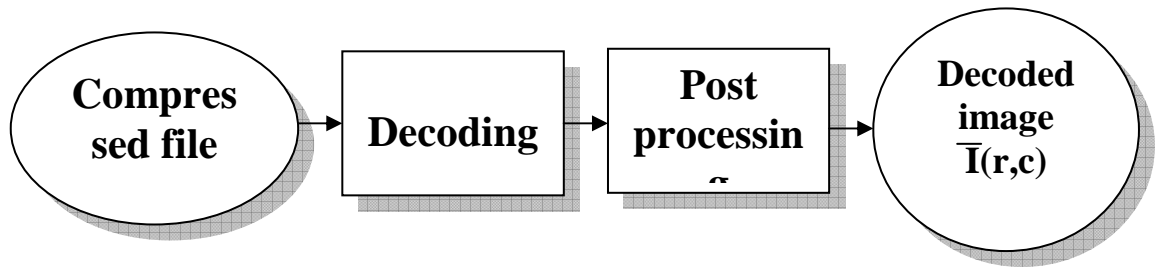 Compres
sed file
Decoding
Post
processin
Decoded
image
I̅(r,c)